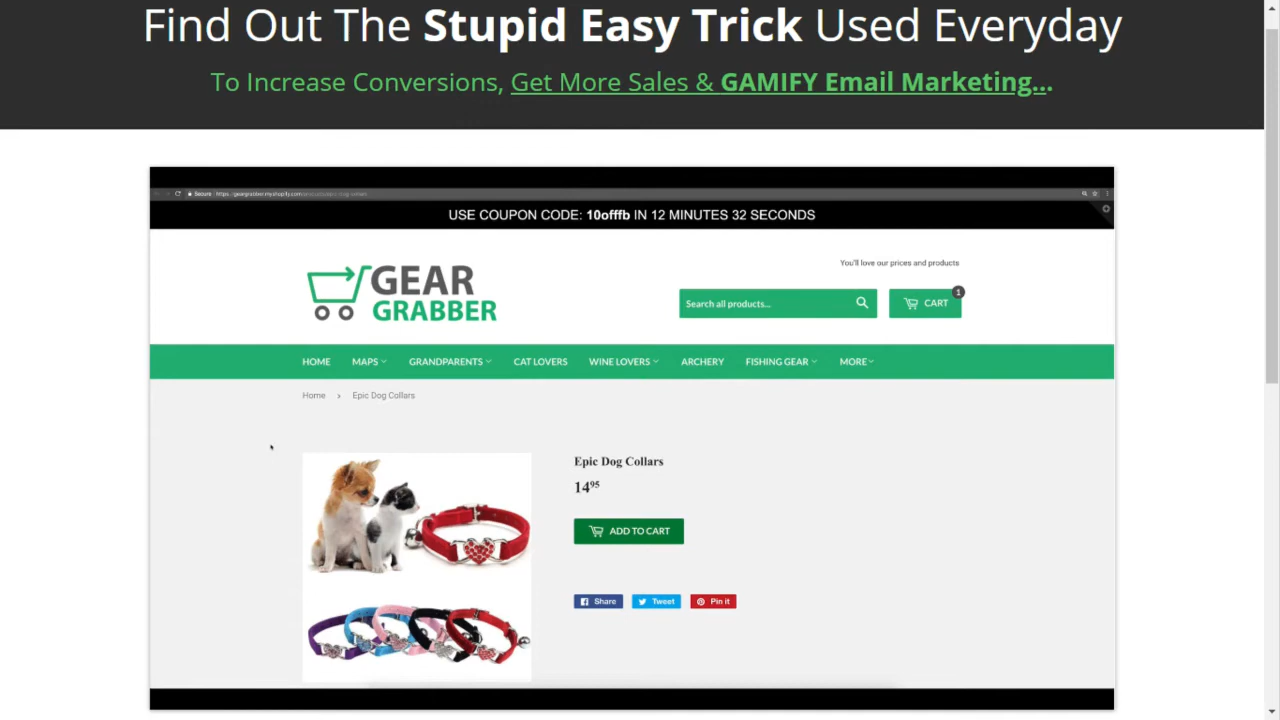 Find Out The Stupid Easy Trick Used Everyday
To Increase Conversions, Get More Sales & GAMIFY Email Marketing...
USE COUPON CODE: 10offfb IN 12 MINUTES 32 SECONDS
You'll love our prices and products
GEAR
GRABBER
Search all products...
CART
1
HOME MAPS GRANDPARENTS CAT LOVERS WINE LOVERS ARCHERY FISHING GEAR MORE
Home › Epic Dog Collars
Epic Dog Collars
1495
ADD TO CART
Share Tweet Pin it